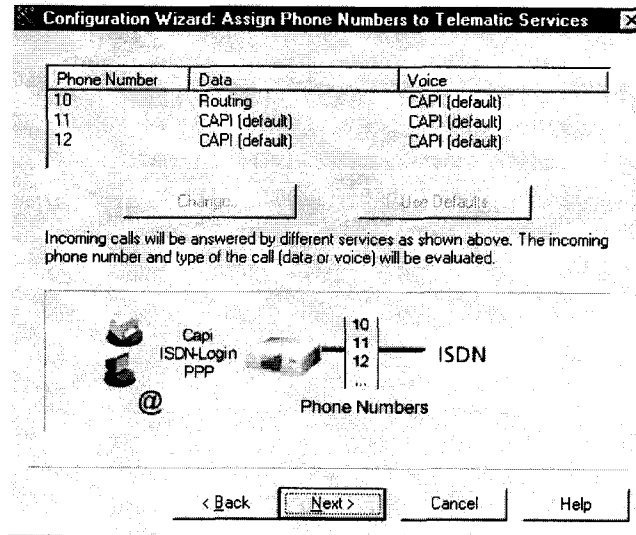 Configuration Wizard: Assign Phone Numbers to Telematic Services
Phone Number Data Voice
10 Routing CAPI (default)
11 CAPI (default) CAPI (default)
12 CAPI (default) CAPI (default)
Change... Use Defaults
Incoming calls will be answered by different services as shown above. The incoming
phone number and type of the call (data or voice) will be evaluated.
Capi
ISDN-Login
PPP
@
10
11
12
...
ISDN
Phone Numbers
< Back Next > Cancel Help